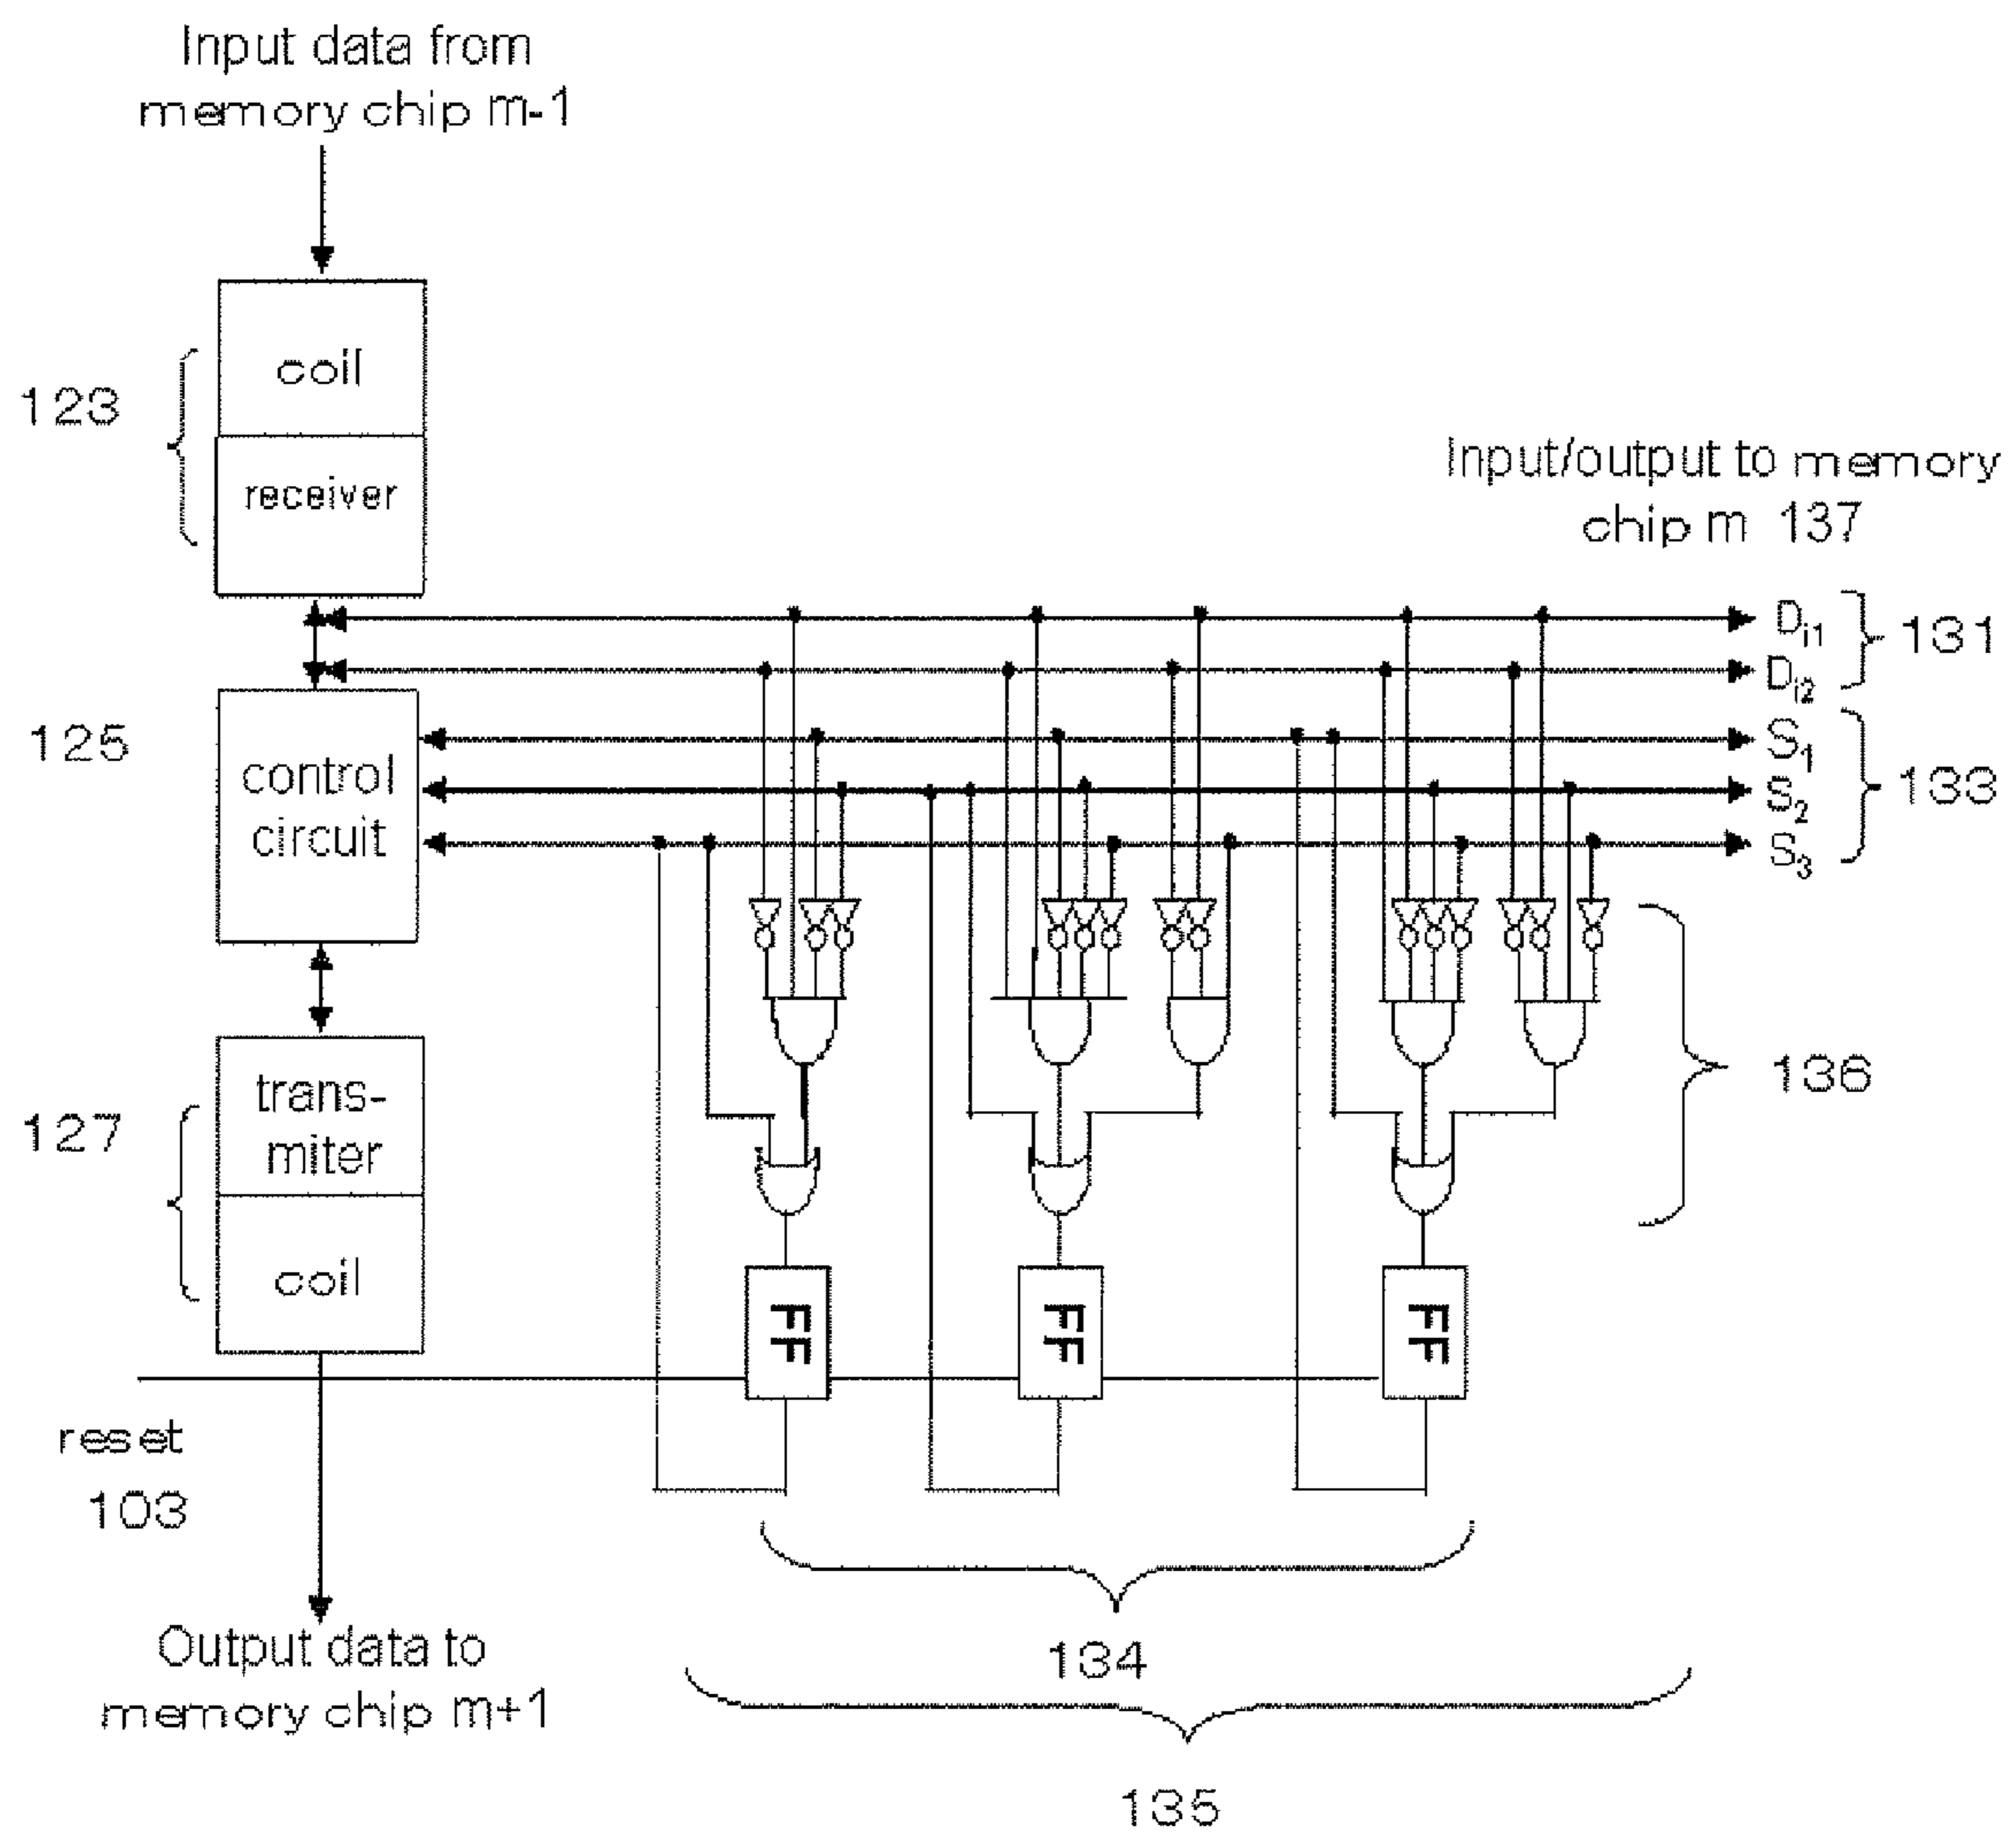 Input data from
memory chip m-1
coil
123
receiver
Input/output to memory
chip m 137
Di1
131
Di2
125
S1
control
circuit
S2
133
S3
136
trans-
miter
127
coil
FF
FF
FF
reset
103
Output data to
memory chip m+1
134
135